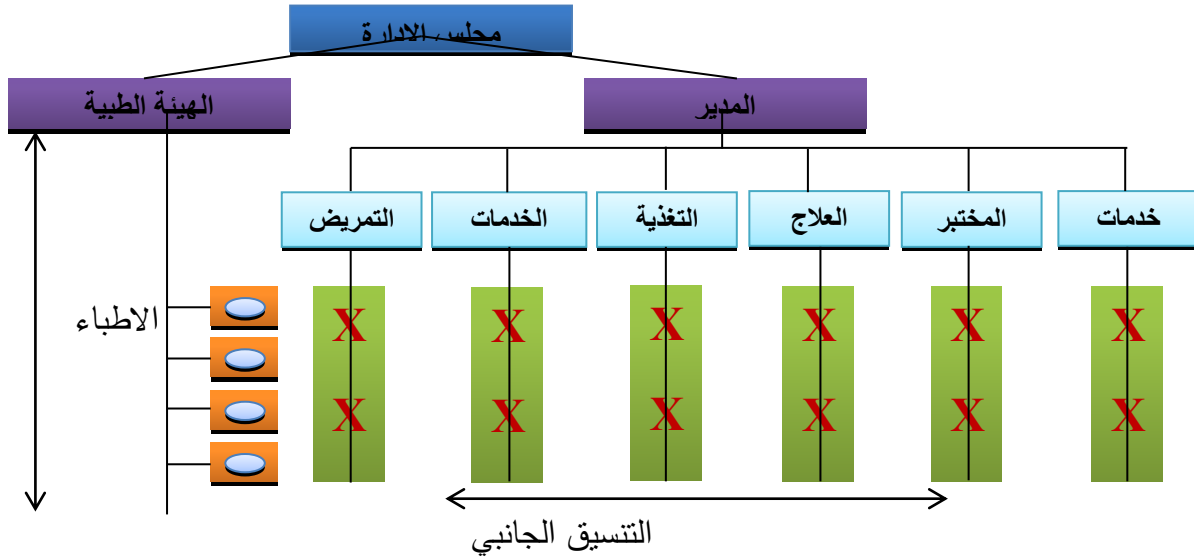 مجلس الادارة
الهيئة الطبية
المدير
خدمات
المختبر
العلاج
التغذية
الخدمات
التمريض
الاطباء
X X X X X X
X X X X X X
التنسيق الجانبي